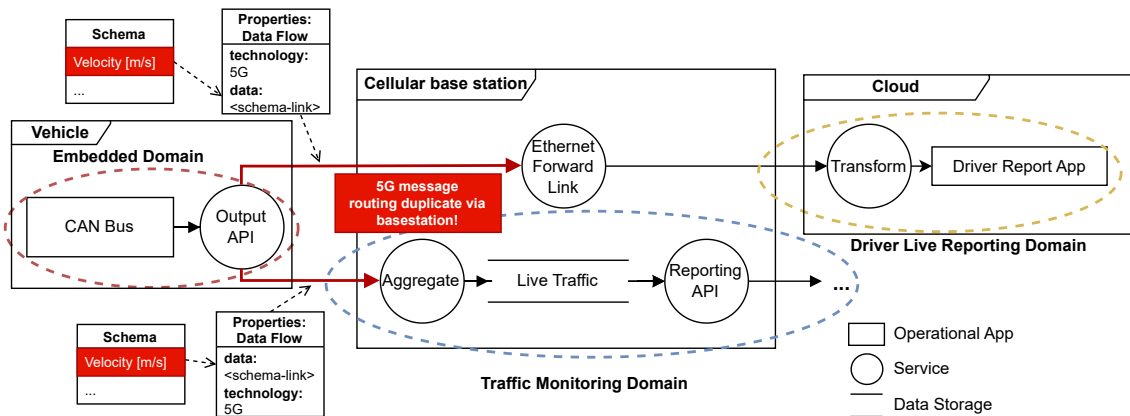 Schema
Velocity [m/s]
...
Properties:
Data Flow
technology:
5G
data:
<schema-link>
Vehicle
Embedded Domain
CAN Bus
Output
API
Cellular base station
Ethernet
Forward
Link
5G message
routing duplicate via
basestation!
Cloud
Transform
Driver Report App
Driver Live Reporting Domain
Aggregate
Live Traffic
Reporting
API
...
Traffic Monitoring Domain
Schema
Velocity [m/s]
...
Properties:
Data Flow
data:
<schema-link>
technology:
5G
Operational App
Service
Data Storage